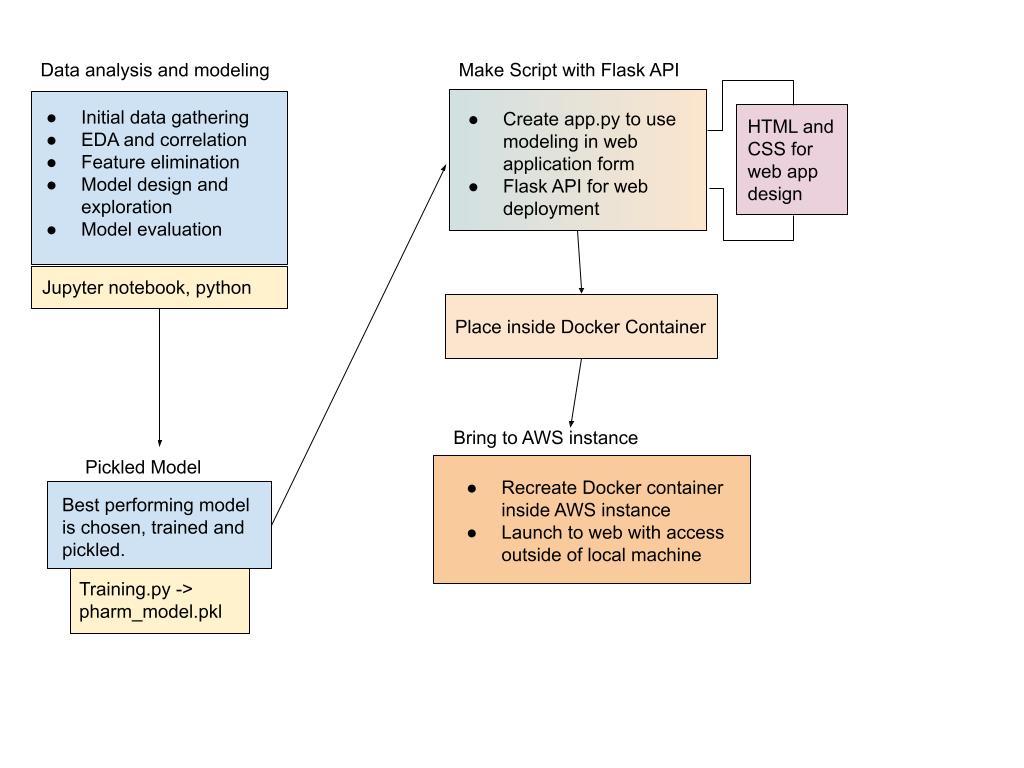 Data analysis and modeling
● Initial data gathering
● EDA and correlation
● Feature elimination
● Model design and
exploration
● Model evaluation
Jupyter notebook, python
Pickled Model
Best performing model
is chosen, trained and
pickled.
Training.py ->
pharm_model.pkl
Make Script with Flask API
● Create app.py to use
modeling in web
application form
● Flask API for web
deployment
HTML and
CSS for
web app
design
Place inside Docker Container
Bring to AWS instance
● Recreate Docker container
inside AWS instance
● Launch to web with access
outside of local machine